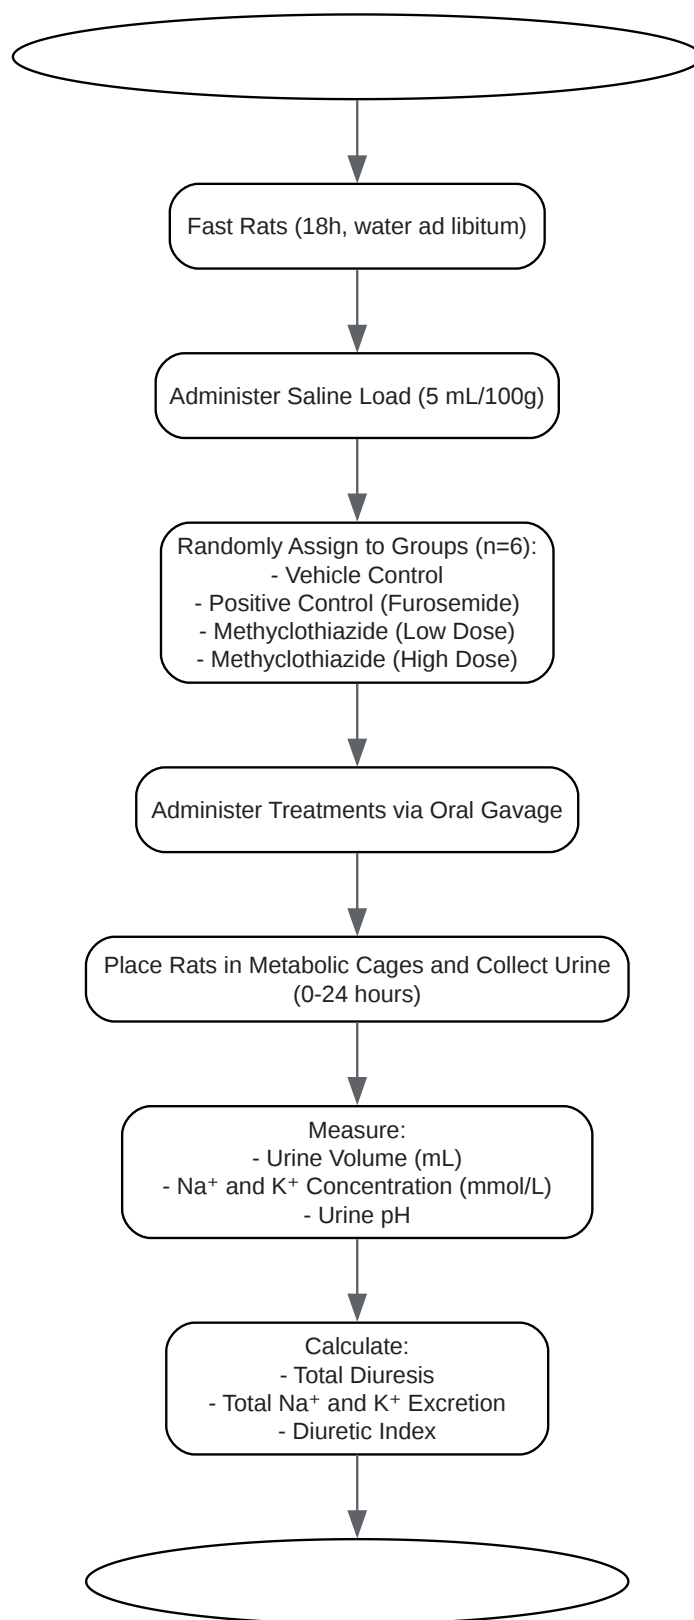 Fast Rats (18h, water ad libitum)
Administer Saline Load (5 mL/100g)
Randomly Assign to Groups (n=6):
- Vehicle Control
- Positive Control (Furosemide)
- Methyclothiazide (Low Dose)
- Methyclothiazide (High Dose)
Administer Treatments via Oral Gavage
Place Rats in Metabolic Cages and Collect Urine
(0-24 hours)
Measure:
- Urine Volume (mL)
- Na⁺ and K⁺ Concentration (mmol/L)
- Urine pH
Calculate:
- Total Diuresis
- Total Na⁺ and K⁺ Excretion
- Diuretic Index